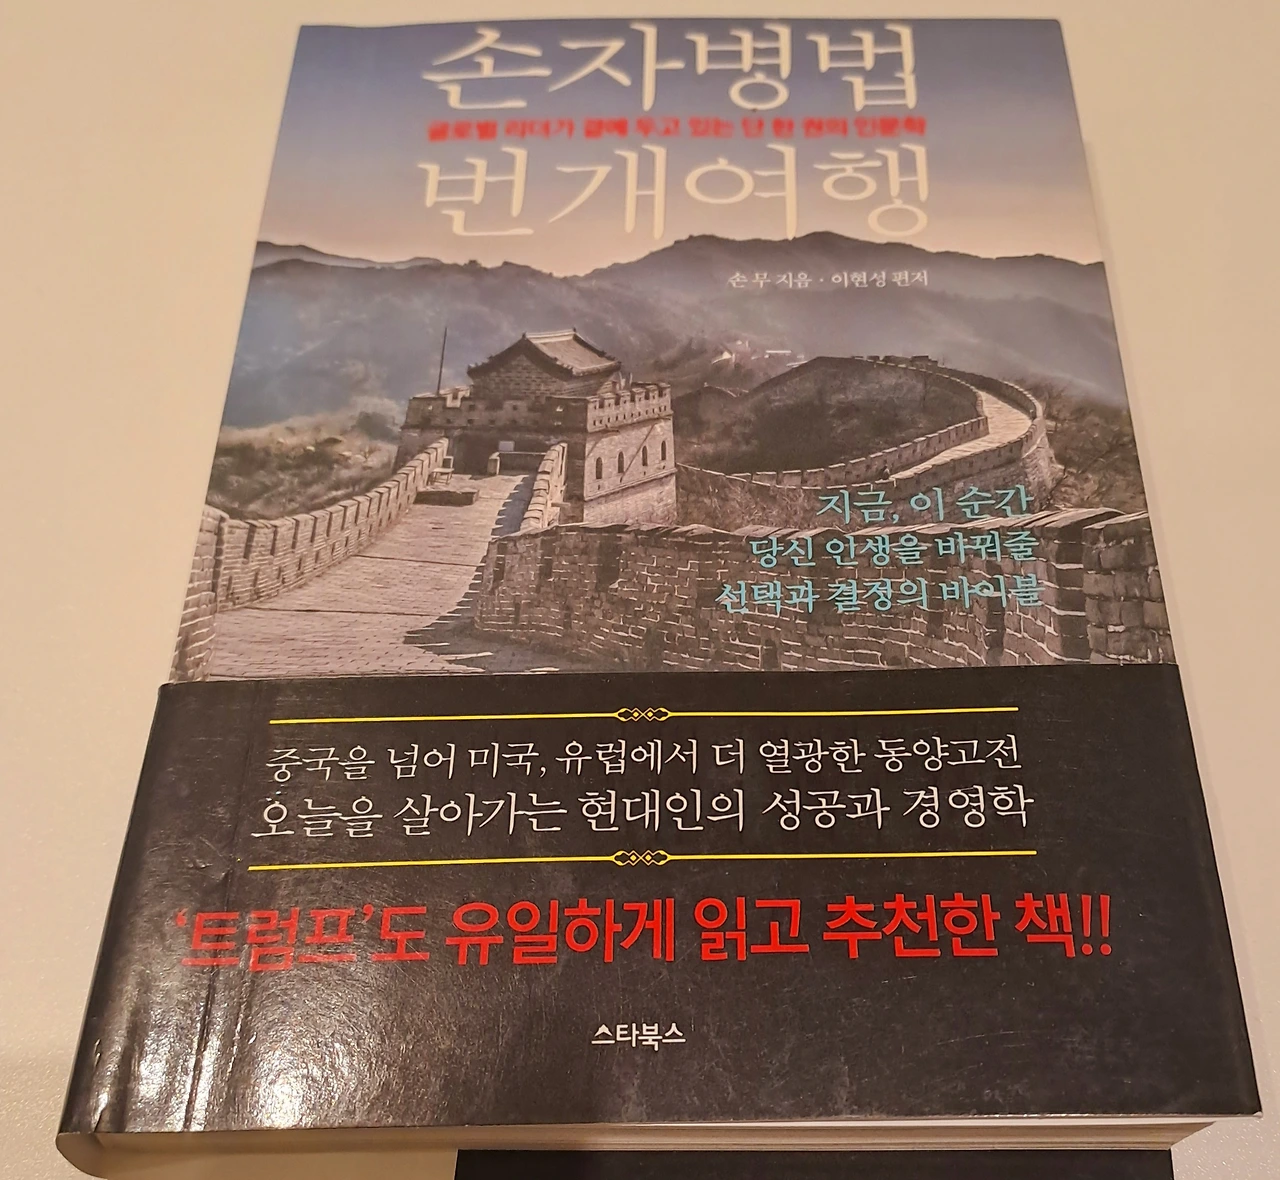 손자병법
글로벌 리더가 곁에 두고 있는 단 한 권의 인문학
번개여행
손무 지음 · 이현성 편저
지금, 이 순간
당신 인생을 바꿔줄
선택과 결정의 바이블
중국을 넘어 미국, 유럽에서 더 열광한 동양고전
오늘을 살아가는 현대인의 성공과 경영학
‘트럼프’도 유일하게 읽고 추천한 책!!
스타북스